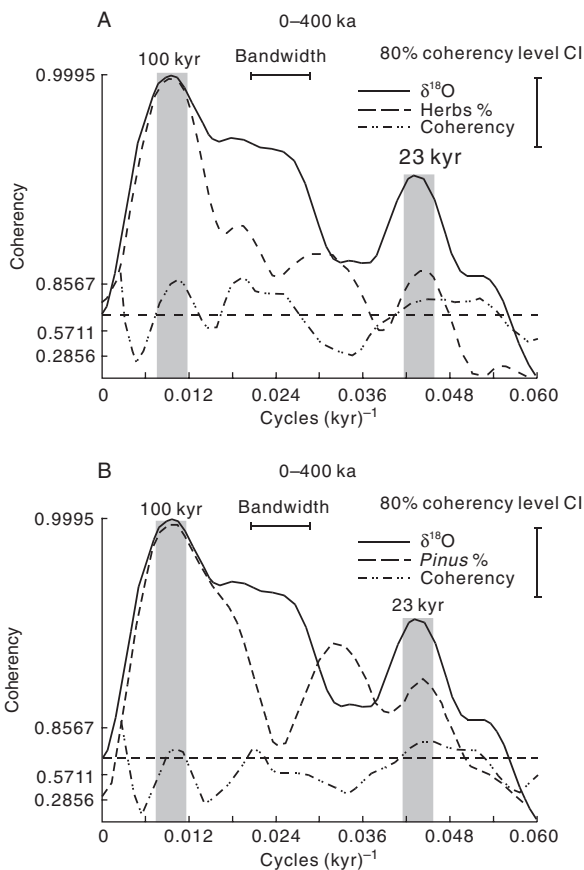 A
0–400 ka
100 kyr
Bandwidth
80% coherency level CI
0.9995
δ¹⁸O
Herbs %
Coherency
23 kyr
Coherency
0.8567
0.5711
0.2856
0 0.012 0.024 0.036 0.048 0.060
Cycles (kyr)⁻¹
B
0–400 ka
100 kyr
Bandwidth
80% coherency level CI
0.9995
δ¹⁸O
Pinus %
Coherency
23 kyr
Coherency
0.8567
0.5711
0.2856
0 0.012 0.024 0.036 0.048 0.060
Cycles (kyr)⁻¹